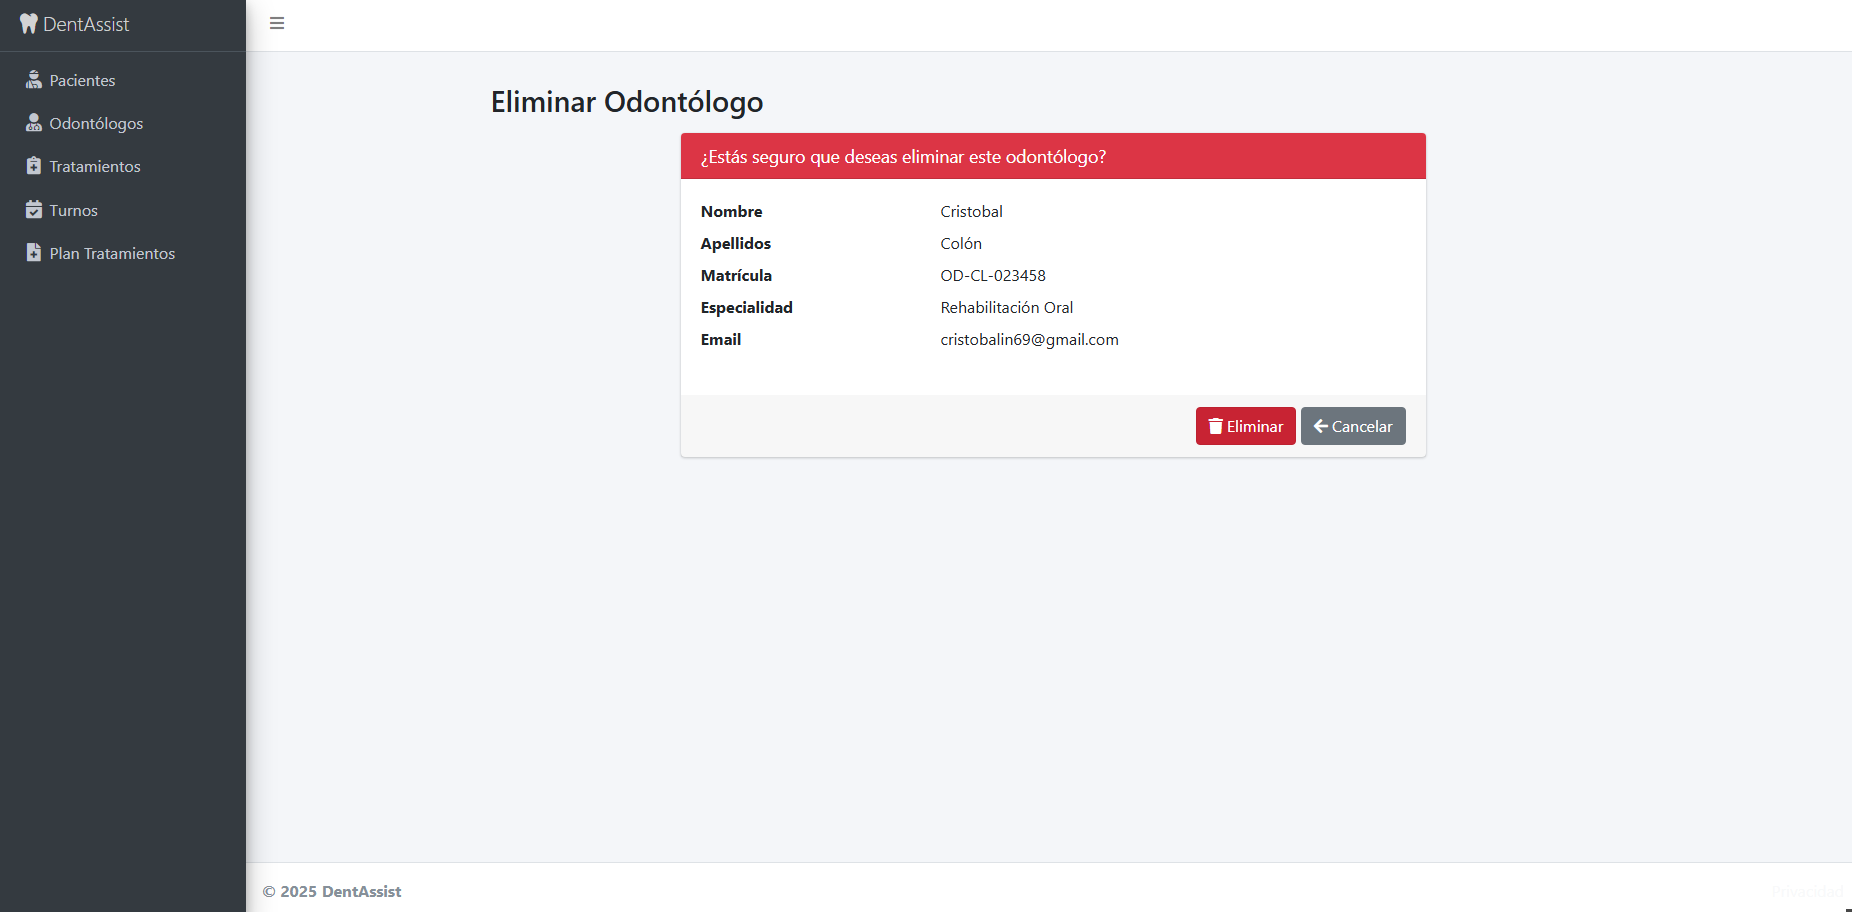 DentAssist
Pacientes
Odontólogos
Tratamientos
Turnos
Plan Tratamientos
Eliminar Odontólogo
¿Estás seguro que deseas eliminar este odontólogo?
Nombre Cristobal
Apellidos Colón
Matrícula OD-CL-023458
Especialidad Rehabilitación Oral
Email cristobalin69@gmail.com
Eliminar Cancelar
© 2025 DentAssist Privacidad